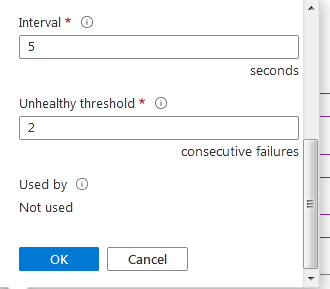 Interval *
5
seconds
Unhealthy threshold *
2
consecutive failures
Used by
Not used
OK Cancel